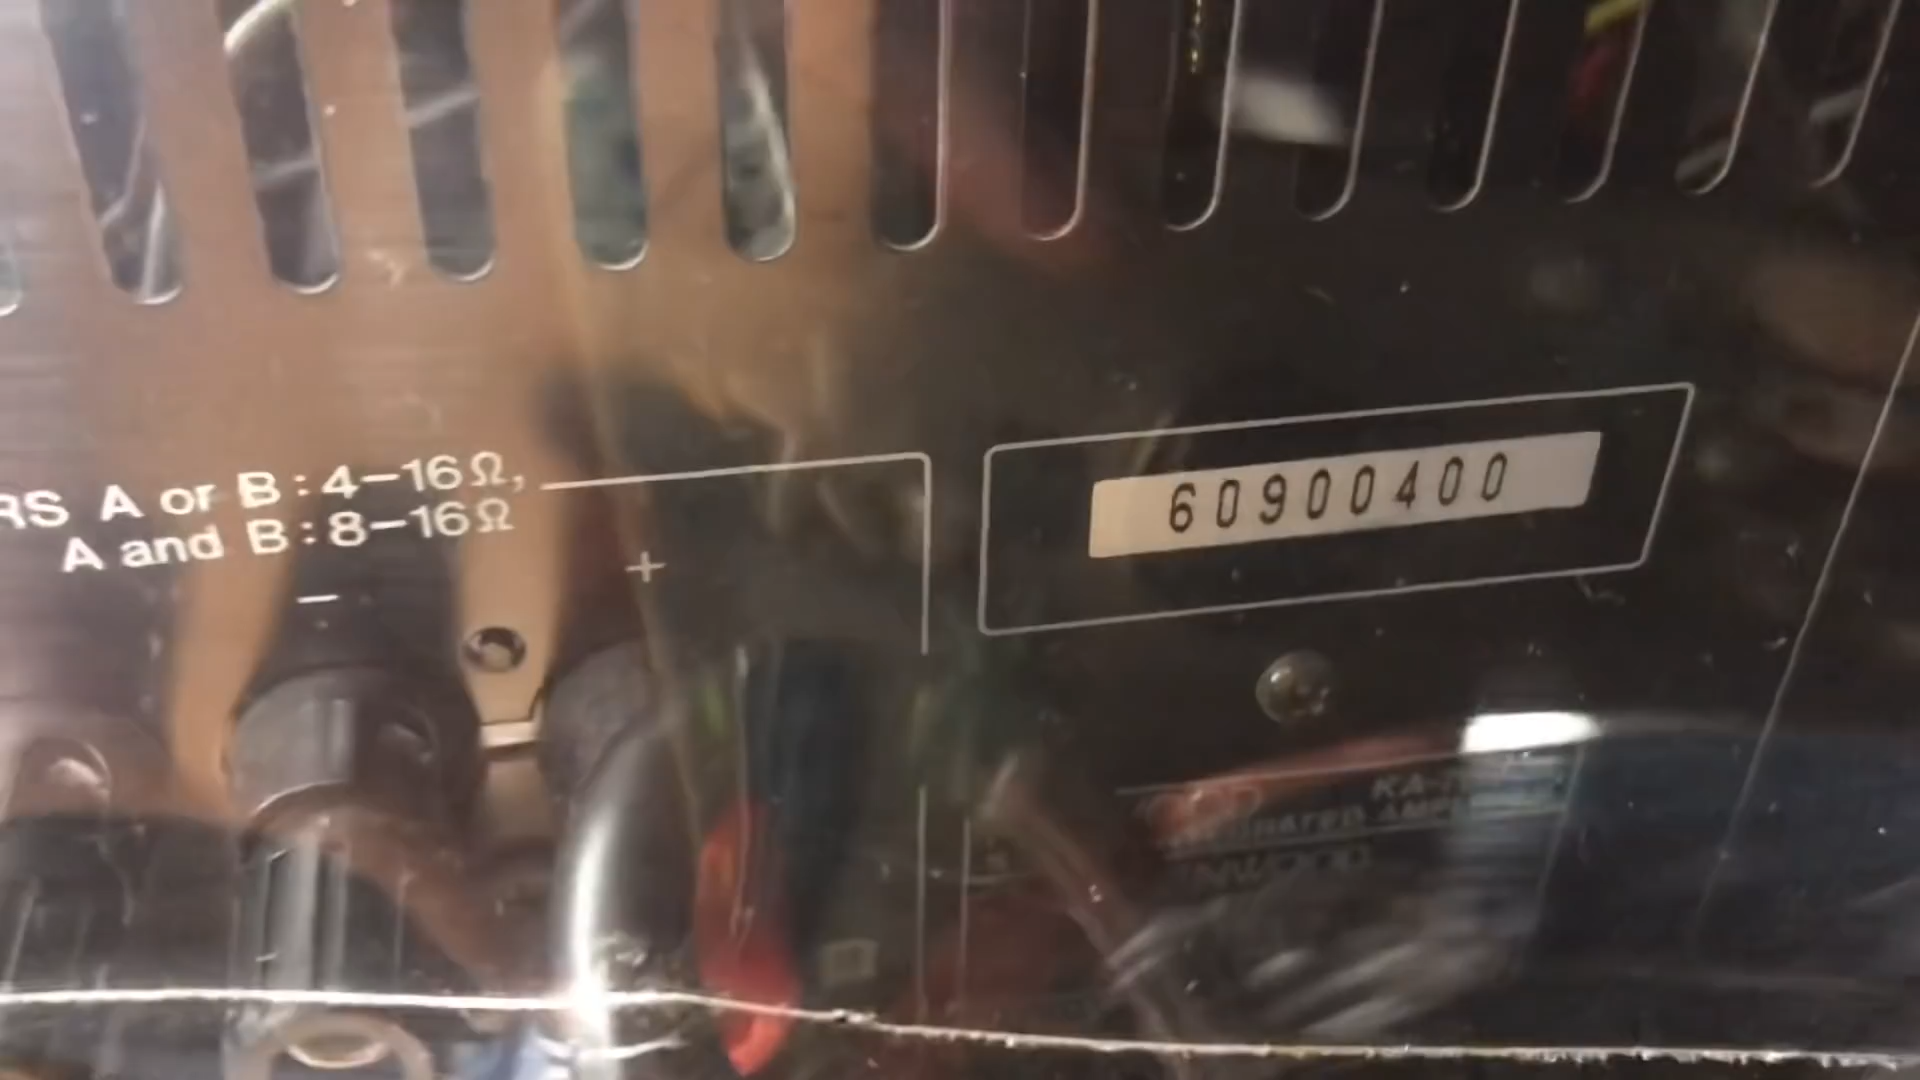 RS A or B : 4–16Ω,
A and B : 8–16Ω
–
+
60900400